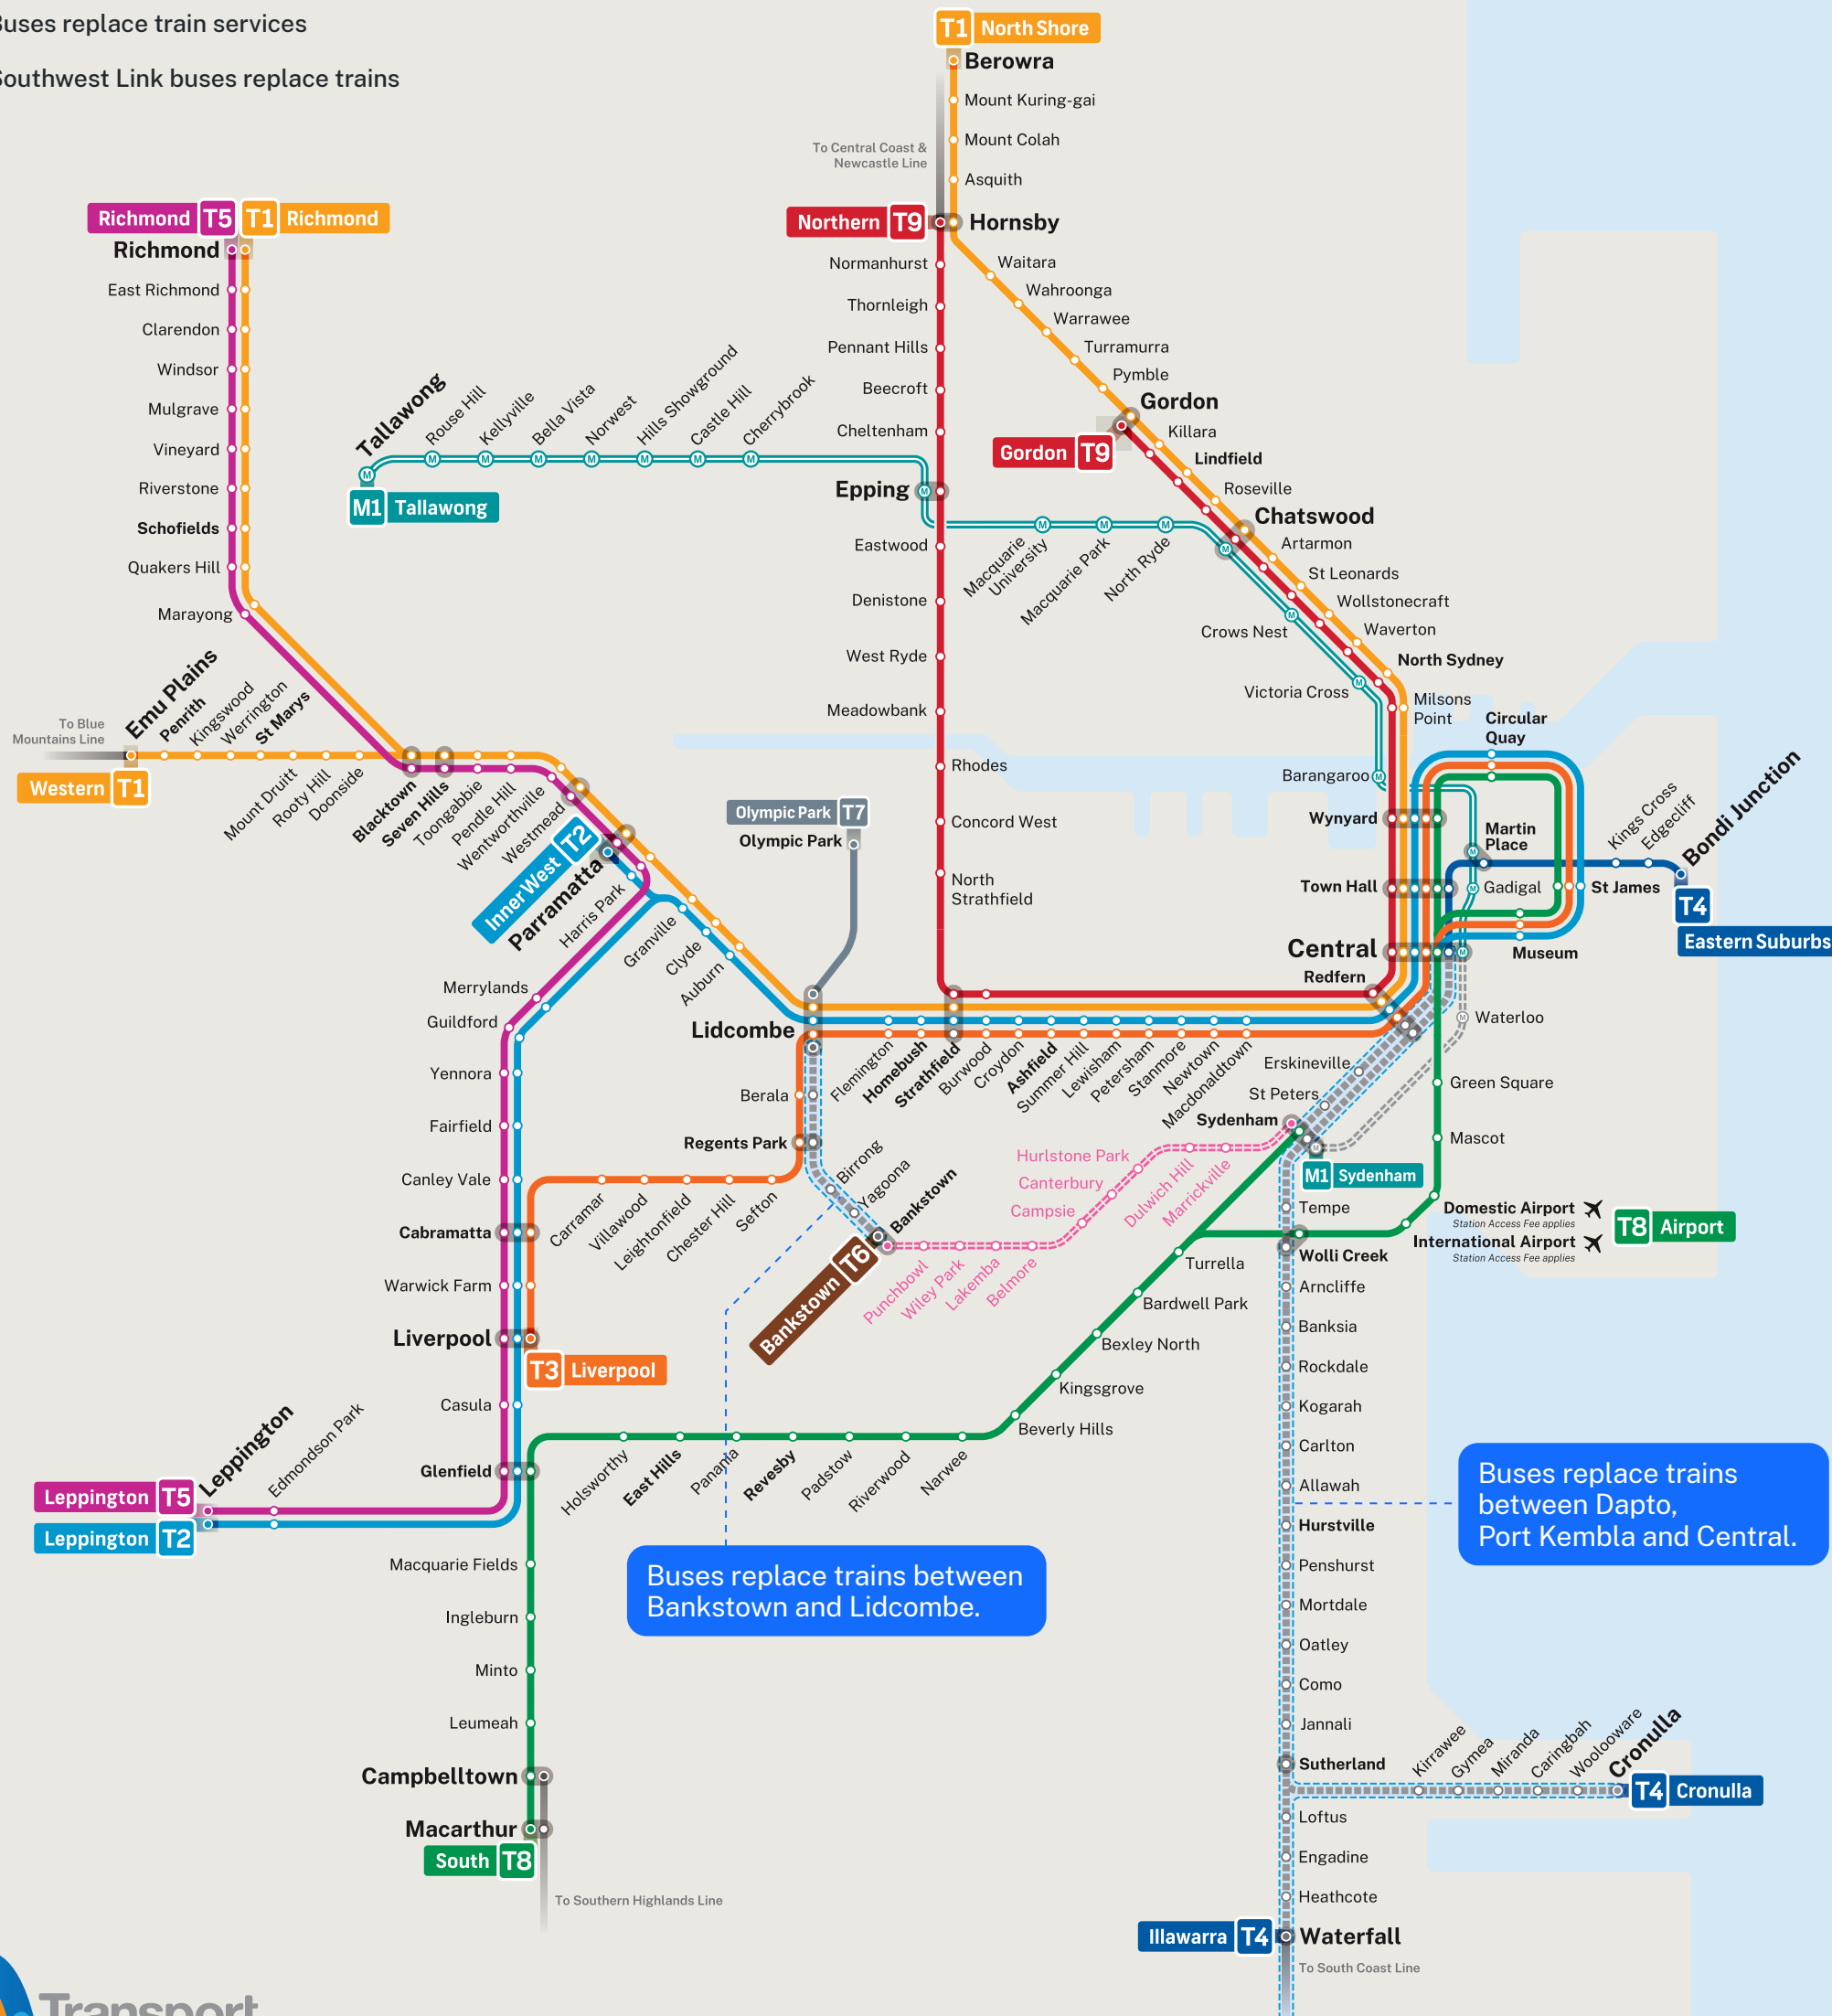 Buses replace train services
Southwest Link buses replace trains
T1 North Shore
Berowra
Mount Kuring-gai
Mount Colah
Asquith
To Central Coast &
Newcastle Line
Northern T9
Hornsby
Richmond T5
T1 Richmond
Richmond
East Richmond
Clarendon
Windsor
Mulgrave
Vineyard
Riverstone
Schofields
Quakers Hill
Marayong
Normanhurst
Thornleigh
Pennant Hills
Beecroft
Cheltenham
Epping
Eastwood
Denistone
West Ryde
Meadowbank
Rhodes
Concord West
North
Strathfield
Waitara
Wahroonga
Warrawee
Turramurra
Pymble
Gordon
Gordon T9
Killara
Lindfield
Roseville
Chatswood
Artarmon
St Leonards
Wollstonecraft
Waverton
North Sydney
Milsons
Point
Tallawong
M1 Tallawong
Rouse Hill
Kellyville
Bella Vista
Norwest
Hills Showground
Castle Hill
Cherrybrook
Macquarie
University
Macquarie Park
North Ryde
Crows Nest
Victoria Cross
Barangaroo
To Blue
Mountains Line
Western T1
Emu Plains
Penrith
Kingswood
Werrington
St Marys
Mount Druitt
Rooty Hill
Doonside
Blacktown
Seven Hills
Toongabbie
Pendle Hill
Wentworthville
Westmead
Inner West T2
Parramatta
Harris Park
Granville
Clyde
Auburn
Olympic Park T7
Olympic Park
Circular
Quay
Wynyard
Martin
Place
Town Hall
Gadigal
St James
Central
Museum
Redfern
Kings Cross
Edgecliff
Bondi Junction
T4
Eastern Suburbs
Merrylands
Guildford
Yennora
Fairfield
Canley Vale
Cabramatta
Warwick Farm
Liverpool
T3 Liverpool
Casula
Glenfield
Lidcombe
Flemington
Homebush
Strathfield
Burwood
Croydon
Ashfield
Summer Hill
Lewisham
Petersham
Stanmore
Newtown
Macdonaldtown
Berala
Regents Park
Birrong
Yagoona
Bankstown
Bankstown T6
Carramar
Villawood
Leightonfield
Chester Hill
Sefton
Punchbowl
Wiley Park
Lakemba
Belmore
Campsie
Canterbury
Hurlstone Park
Dulwich Hill
Marrickville
Erskineville
St Peters
Sydenham
M1 Sydenham
Waterloo
Green Square
Mascot
Domestic Airport
Station Access Fee applies
International Airport
Station Access Fee applies
T8 Airport
Tempe
Wolli Creek
Turrella
Bardwell Park
Bexley North
Kingsgrove
Beverly Hills
Arncliffe
Banksia
Rockdale
Kogarah
Carlton
Allawah
Hurstville
Penshurst
Mortdale
Oatley
Como
Jannali
Sutherland
Loftus
Engadine
Heathcote
Illawarra T4
Waterfall
To South Coast Line
Kirrawee
Gymea
Miranda
Caringbah
Woolooware
Cronulla
T4 Cronulla
Buses replace trains
between Dapto,
Port Kembla and Central.
Leppington
Edmondson Park
Leppington T5
Leppington T2
Holsworthy
East Hills
Panania
Revesby
Padstow
Riverwood
Narwee
Buses replace trains between
Bankstown and Lidcombe.
Macquarie Fields
Ingleburn
Minto
Leumeah
Campbelltown
Macarthur
South T8
To Southern Highlands Line
Transport